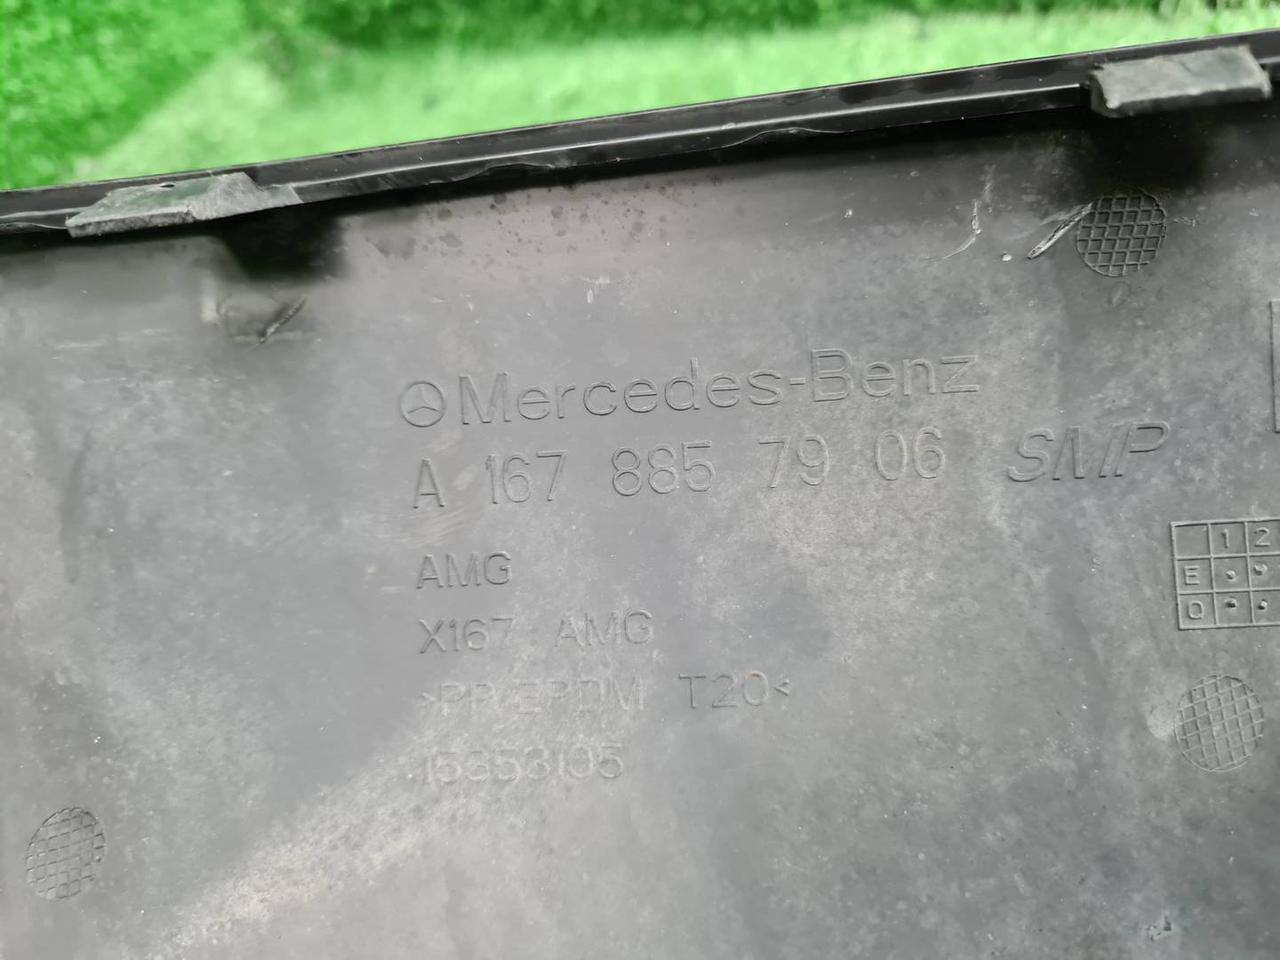 Mercedes-Benz
A 167 885 79 06 SMP
1 2
E
Q
AMG
X167 AMG
>PP/EPDM T20<
15353105